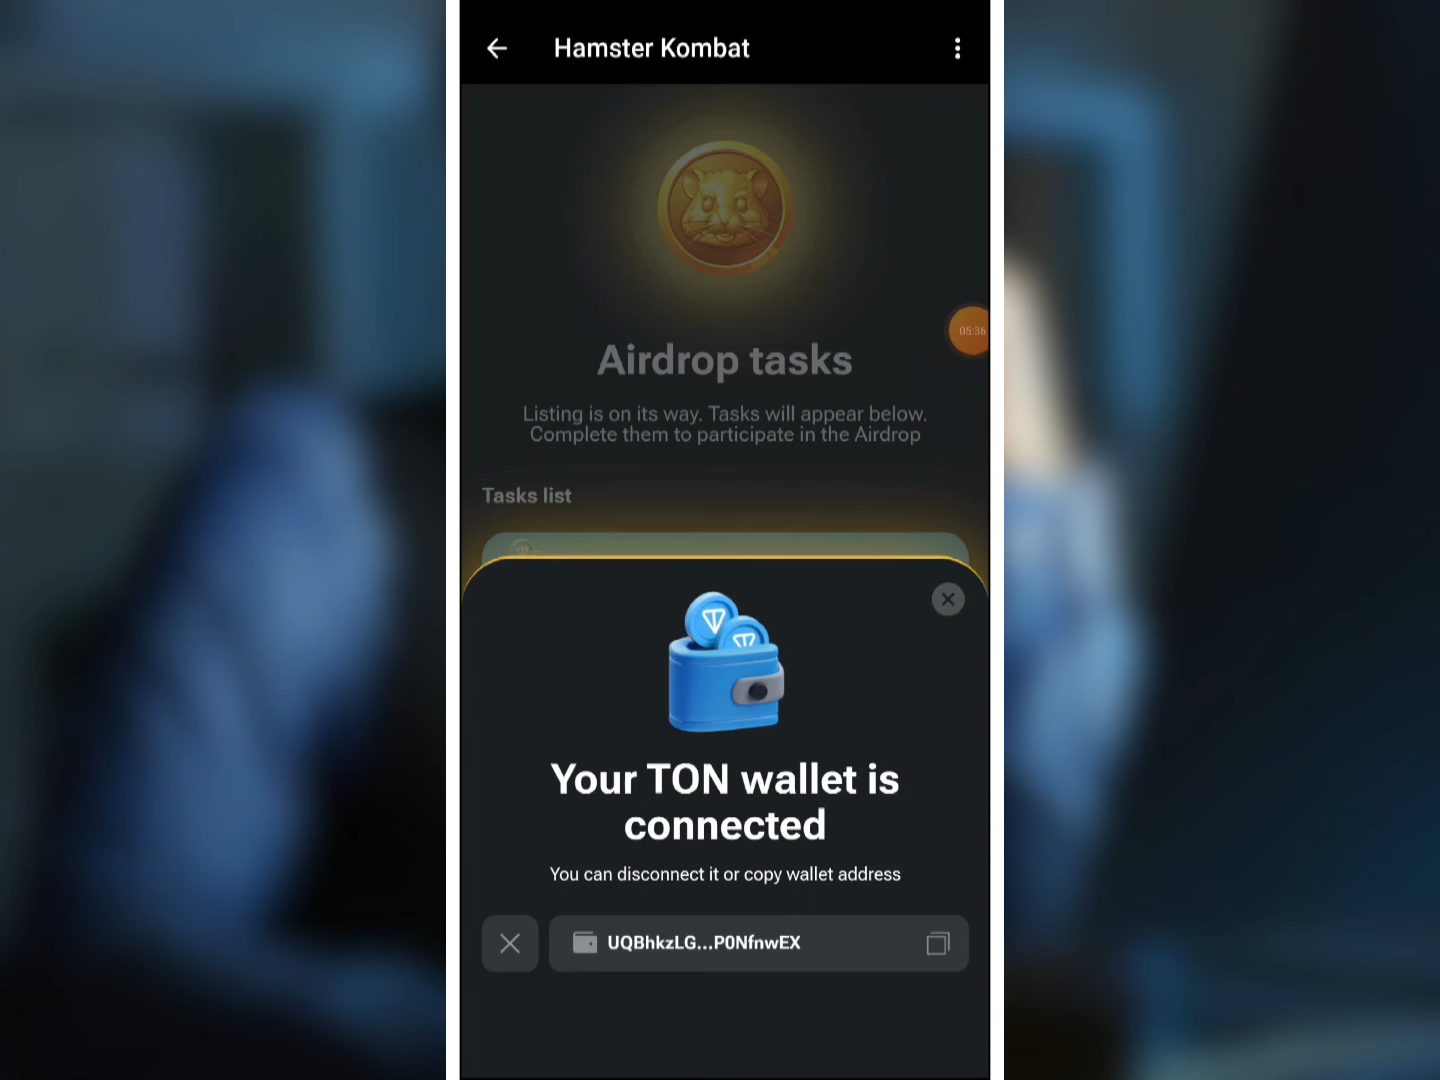 Hamster Kombat
05:36
Airdrop tasks
Listing is on its way. Tasks will appear below.
Complete them to participate in the Airdrop
Tasks list
Your TON wallet is
connected
You can disconnect it or copy wallet address
UQBhkzLG...P0NfnwEX